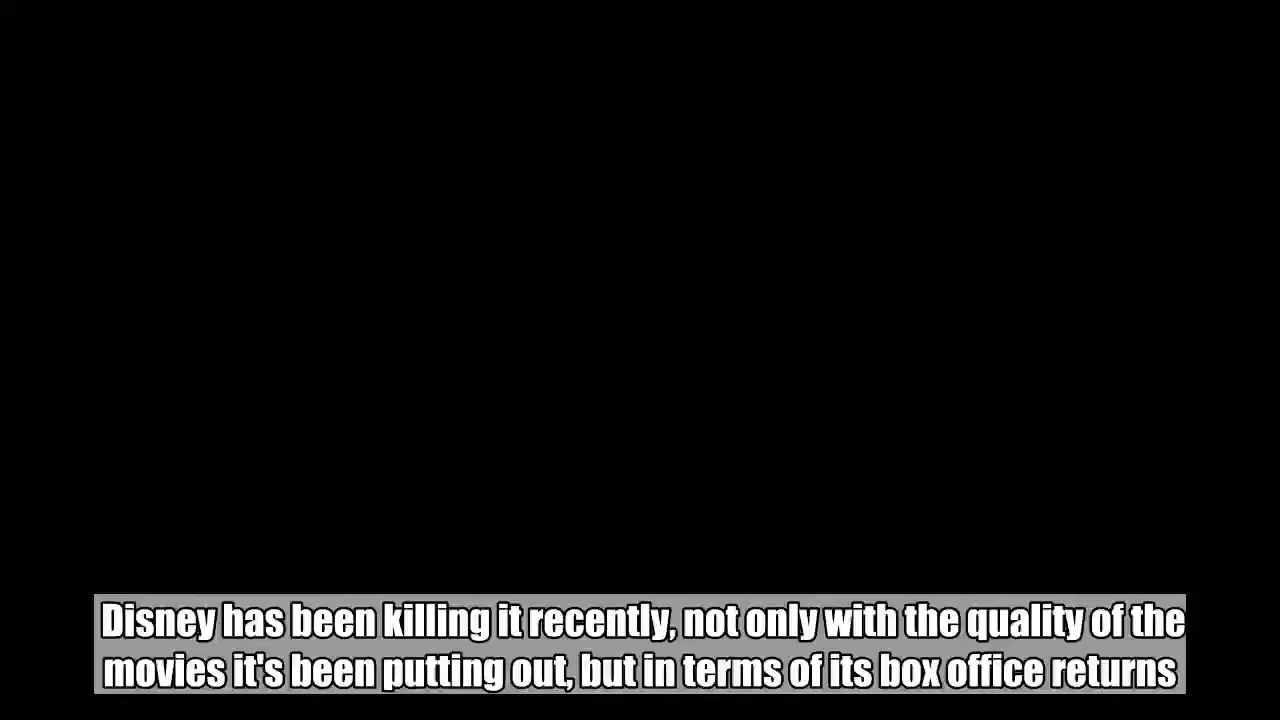 Disney has been killing it recently, not only with the quality of the
movies it's been putting out, but in terms of its box office returns